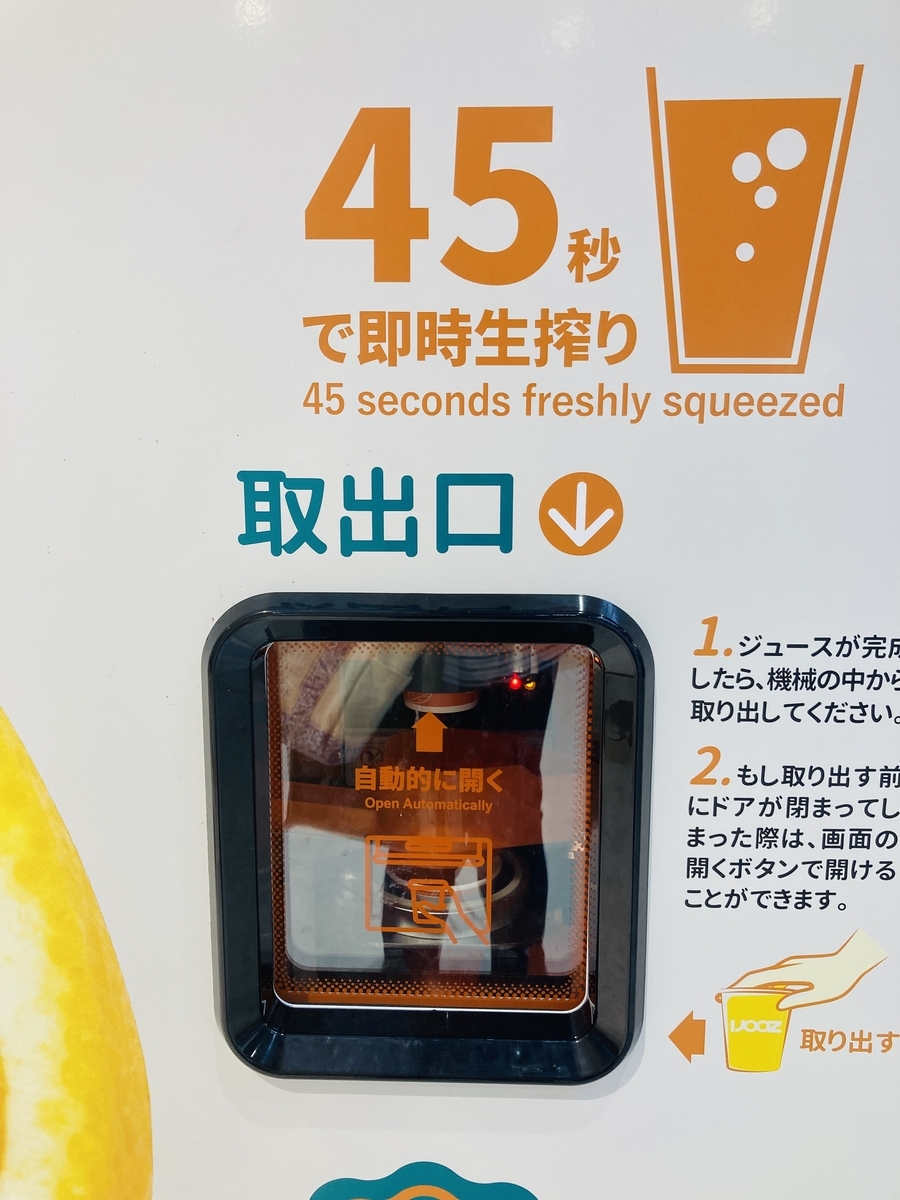 45秒
で即時生搾り
45 seconds freshly squeezed
取出口
自動的に開く
Open Automatically
1.ジュースが完成
したら、機械の中から
取り出してください。
2.もし取り出す前
にドアが閉まってし
まった際は、画面の
開くボタンで開ける
ことができます。
IJOOZ
取り出す